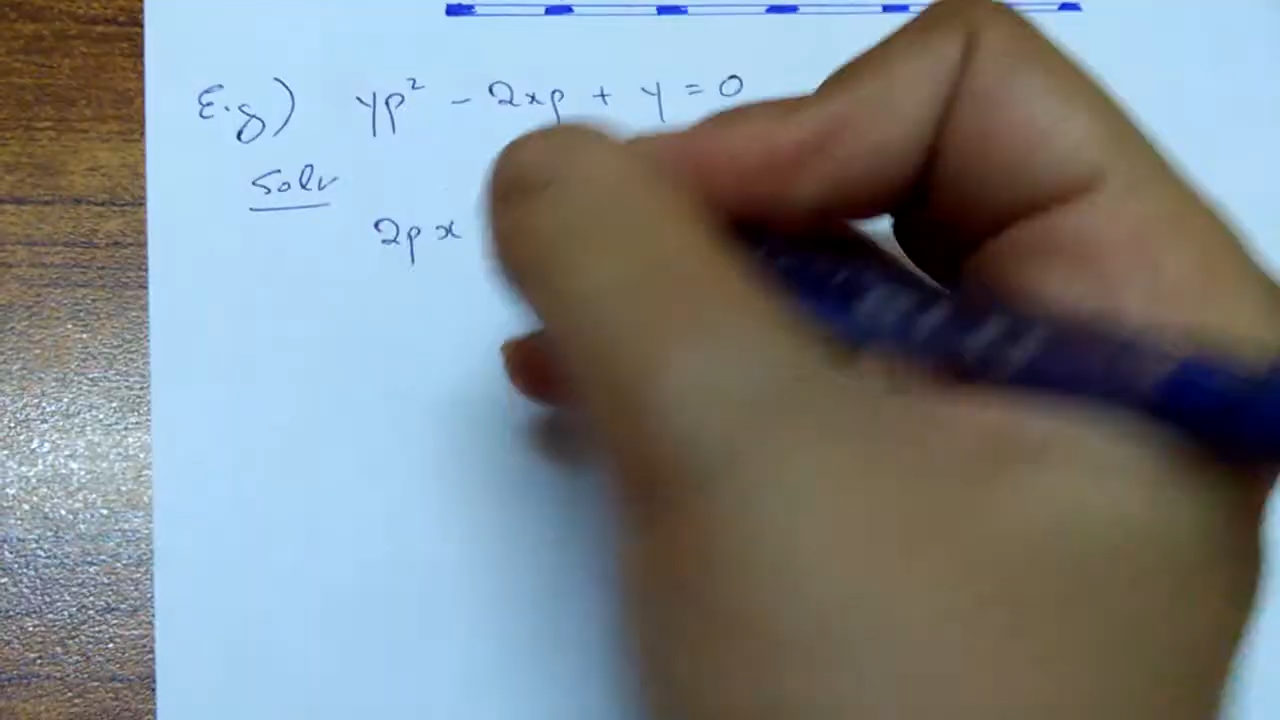 E.g) yp² - 2xp + y = 0
Soln
2px